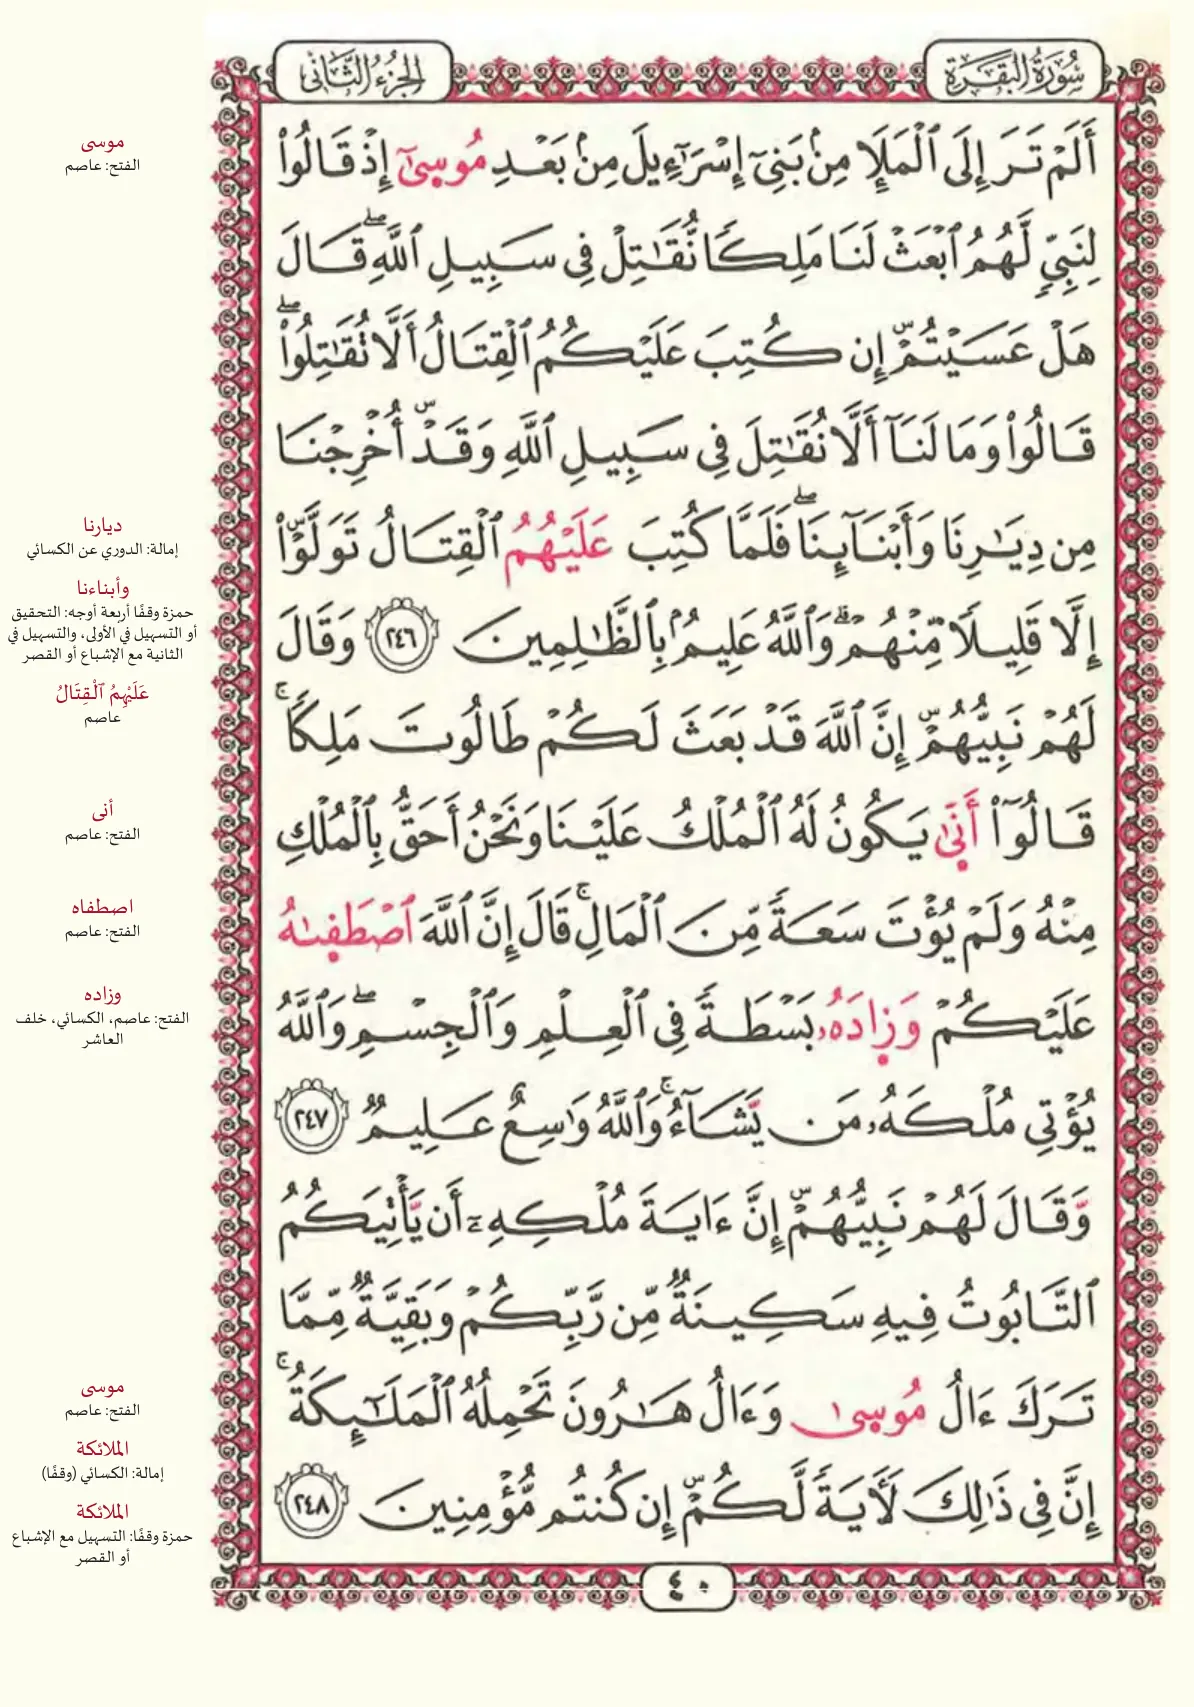 سُورَةُ البَقَرَةِ
الجُزءُ الثَّانِي
أَلَمْ تَرَ إِلَى ٱلْمَلَإِ مِنۢ بَنِىٓ إِسْرَٰٓءِيلَ مِنۢ بَعْدِ مُوسَىٰٓ إِذْ قَالُوا۟
لِنَبِىٍّ لَّهُمُ ٱبْعَثْ لَنَا مَلِكًا نُّقَٰتِلْ فِى سَبِيلِ ٱللَّهِ ۖ قَالَ
هَلْ عَسَيْتُمْ إِن كُتِبَ عَلَيْكُمُ ٱلْقِتَالُ أَلَّا تُقَٰتِلُوا۟ ۖ
قَالُوا۟ وَمَا لَنَآ أَلَّا نُقَٰتِلَ فِى سَبِيلِ ٱللَّهِ وَقَدْ أُخْرِجْنَا
مِن دِيَٰرِنَا وَأَبْنَآئِنَا ۖ فَلَمَّا كُتِبَ عَلَيْهُمُ ٱلْقِتَالُ تَوَلَّوْا۟
إِلَّا قَلِيلًا مِّنْهُمْ ۗ وَٱللَّهُ عَلِيمٌۢ بِٱلظَّٰلِمِينَ ٢٤٦ وَقَالَ
لَهُمْ نَبِيُّهُمْ إِنَّ ٱللَّهَ قَدْ بَعَثَ لَكُمْ طَالُوتَ مَلِكًا ۚ
قَالُوٓا۟ أَنَّىٰ يَكُونُ لَهُ ٱلْمُلْكُ عَلَيْنَا وَنَحْنُ أَحَقُّ بِٱلْمُلْكِ
مِنْهُ وَلَمْ يُؤْتَ سَعَةً مِّنَ ٱلْمَالِ ۚ قَالَ إِنَّ ٱللَّهَ ٱصْطَفَىٰهُ
عَلَيْكُمْ وَزَادَهُۥ بَسْطَةً فِى ٱلْعِلْمِ وَٱلْجِسْمِ ۖ وَٱللَّهُ
يُؤْتِى مُلْكَهُۥ مَن يَّشَآءُ ۚ وَٱللَّهُ وَٰسِعٌ عَلِيمٌ ٢٤٧
وَّقَالَ لَهُمْ نَبِيُّهُمْ إِنَّ ءَايَةَ مُلْكِهِۦٓ أَن يَّأْتِيَكُمُ
ٱلتَّابُوتُ فِيهِ سَكِينَةٌ مِّن رَّبِّكُمْ وَبَقِيَّةٌ مِّمَّا
تَرَكَ ءَالُ مُوسَىٰ وَءَالُ هَٰرُونَ تَحْمِلُهُ ٱلْمَلَٰٓئِكَةُ ۚ
إِنَّ فِى ذَٰلِكَ لَأٓيَةً لَّكُمْ إِن كُنتُم مُّؤْمِنِينَ ٢٤٨
٤٠
موسى
الفتح: عاصم
ديارنا
إمالة: الدوري عن الكسائي
وأبناءنا
حمزة وقفًا أربعة أوجه: التحقيق
أو التسهيل في الأولى، والتسهيل في
الثانية مع الإشباع أو القصر
عَلَيْهِمُ ٱلْقِتَالُ
عاصم
أنى
الفتح: عاصم
اصطفاه
الفتح: عاصم
وزاده
الفتح: عاصم، الكسائي، خلف
العاشر
موسى
الفتح: عاصم
الملائكة
إمالة: الكسائي (وقفًا)
الملائكة
حمزة وقفًا: التسهيل مع الإشباع
أو القصر